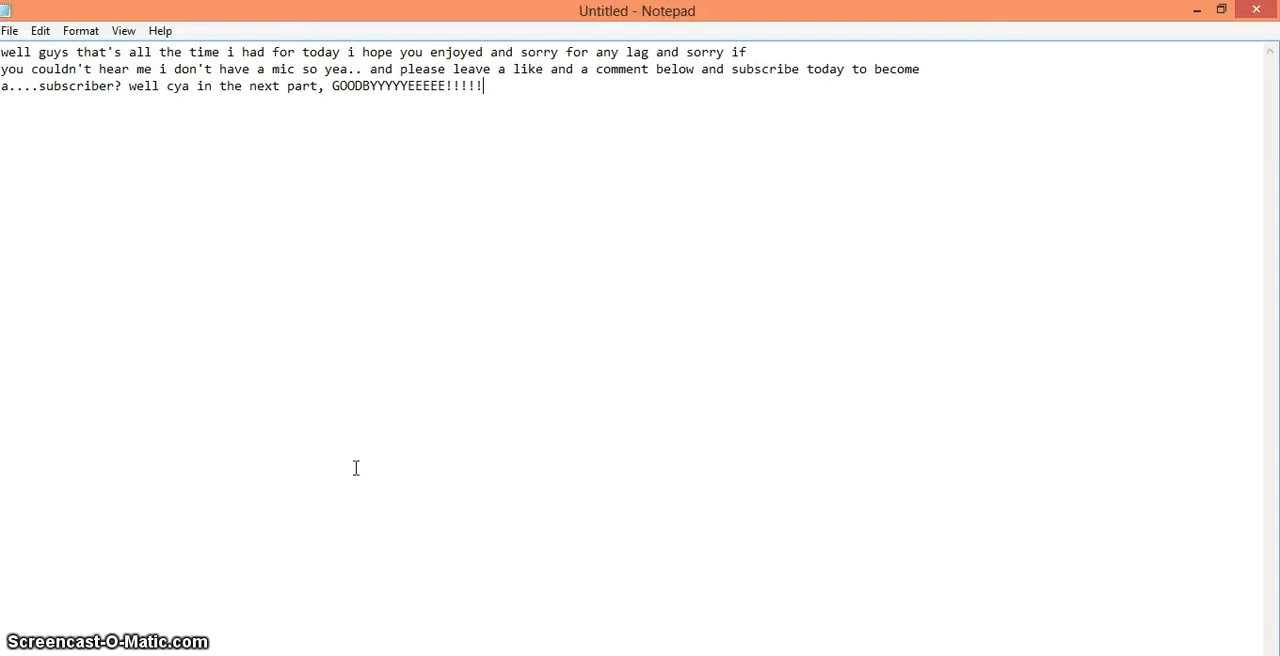 Untitled - Notepad
File Edit Format View Help
well guys that's all the time i had for today i hope you enjoyed and sorry for any lag and sorry if
you couldn't hear me i don't have a mic so yea.. and please leave a like and a comment below and subscribe today to become
a....subscriber? well cya in the next part, GOODBYYYYYEEEEE!!!!!
Screencast-O-Matic.com